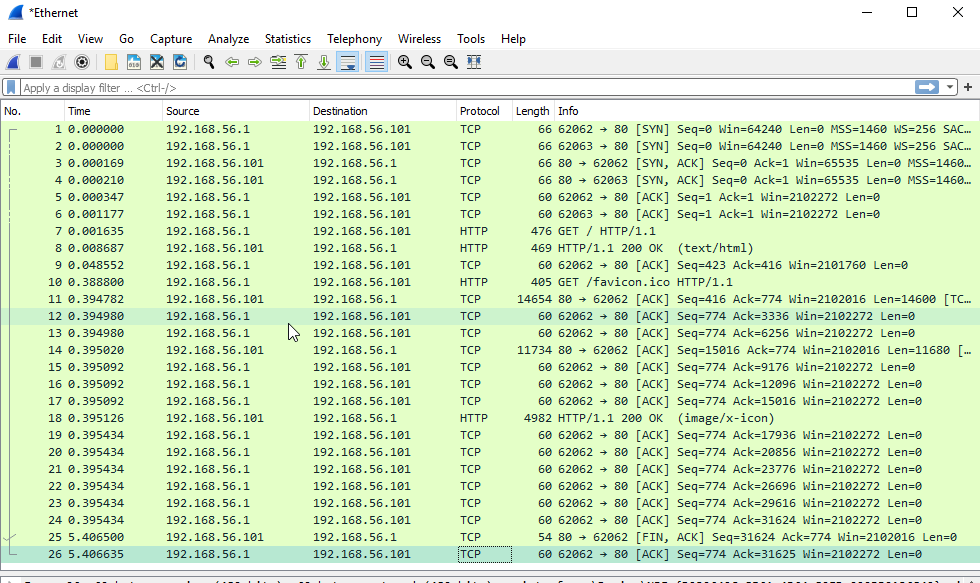 *Ethernet
File Edit View Go Capture Analyze Statistics Telephony Wireless Tools Help
Apply a display filter ... <Ctrl-/>
No. Time Source Destination Protocol Length Info
1 0.000000 192.168.56.1 192.168.56.101 TCP 66 62062 → 80 [SYN] Seq=0 Win=64240 Len=0 MSS=1460 WS=256 SAC…
2 0.000000 192.168.56.1 192.168.56.101 TCP 66 62063 → 80 [SYN] Seq=0 Win=64240 Len=0 MSS=1460 WS=256 SAC…
3 0.000169 192.168.56.101 192.168.56.1 TCP 66 80 → 62062 [SYN, ACK] Seq=0 Ack=1 Win=65535 Len=0 MSS=1460…
4 0.000210 192.168.56.101 192.168.56.1 TCP 66 80 → 62063 [SYN, ACK] Seq=0 Ack=1 Win=65535 Len=0 MSS=1460…
5 0.000347 192.168.56.1 192.168.56.101 TCP 60 62062 → 80 [ACK] Seq=1 Ack=1 Win=2102272 Len=0
6 0.001177 192.168.56.1 192.168.56.101 TCP 60 62063 → 80 [ACK] Seq=1 Ack=1 Win=2102272 Len=0
7 0.001635 192.168.56.1 192.168.56.101 HTTP 476 GET / HTTP/1.1
8 0.008687 192.168.56.101 192.168.56.1 HTTP 469 HTTP/1.1 200 OK (text/html)
9 0.048552 192.168.56.1 192.168.56.101 TCP 60 62062 → 80 [ACK] Seq=423 Ack=416 Win=2101760 Len=0
10 0.388800 192.168.56.1 192.168.56.101 HTTP 405 GET /favicon.ico HTTP/1.1
11 0.394782 192.168.56.101 192.168.56.1 TCP 14654 80 → 62062 [ACK] Seq=416 Ack=774 Win=2102016 Len=14600 [TC…
12 0.394980 192.168.56.1 192.168.56.101 TCP 60 62062 → 80 [ACK] Seq=774 Ack=3336 Win=2102272 Len=0
13 0.394980 192.168.56.1 192.168.56.101 TCP 60 62062 → 80 [ACK] Seq=774 Ack=6256 Win=2102272 Len=0
14 0.395020 192.168.56.101 192.168.56.1 TCP 11734 80 → 62062 [ACK] Seq=15016 Ack=774 Win=2102016 Len=11680 […
15 0.395092 192.168.56.1 192.168.56.101 TCP 60 62062 → 80 [ACK] Seq=774 Ack=9176 Win=2102272 Len=0
16 0.395092 192.168.56.1 192.168.56.101 TCP 60 62062 → 80 [ACK] Seq=774 Ack=12096 Win=2102272 Len=0
17 0.395092 192.168.56.1 192.168.56.101 TCP 60 62062 → 80 [ACK] Seq=774 Ack=15016 Win=2102272 Len=0
18 0.395126 192.168.56.101 192.168.56.1 HTTP 4982 HTTP/1.1 200 OK (image/x-icon)
19 0.395434 192.168.56.1 192.168.56.101 TCP 60 62062 → 80 [ACK] Seq=774 Ack=17936 Win=2102272 Len=0
20 0.395434 192.168.56.1 192.168.56.101 TCP 60 62062 → 80 [ACK] Seq=774 Ack=20856 Win=2102272 Len=0
21 0.395434 192.168.56.1 192.168.56.101 TCP 60 62062 → 80 [ACK] Seq=774 Ack=23776 Win=2102272 Len=0
22 0.395434 192.168.56.1 192.168.56.101 TCP 60 62062 → 80 [ACK] Seq=774 Ack=26696 Win=2102272 Len=0
23 0.395434 192.168.56.1 192.168.56.101 TCP 60 62062 → 80 [ACK] Seq=774 Ack=29616 Win=2102272 Len=0
24 0.395434 192.168.56.1 192.168.56.101 TCP 60 62062 → 80 [ACK] Seq=774 Ack=31624 Win=2102272 Len=0
25 5.406500 192.168.56.101 192.168.56.1 TCP 54 80 → 62062 [FIN, ACK] Seq=31624 Ack=774 Win=2102016 Len=0
26 5.406635 192.168.56.1 192.168.56.101 TCP 60 62062 → 80 [ACK] Seq=774 Ack=31625 Win=2102272 Len=0